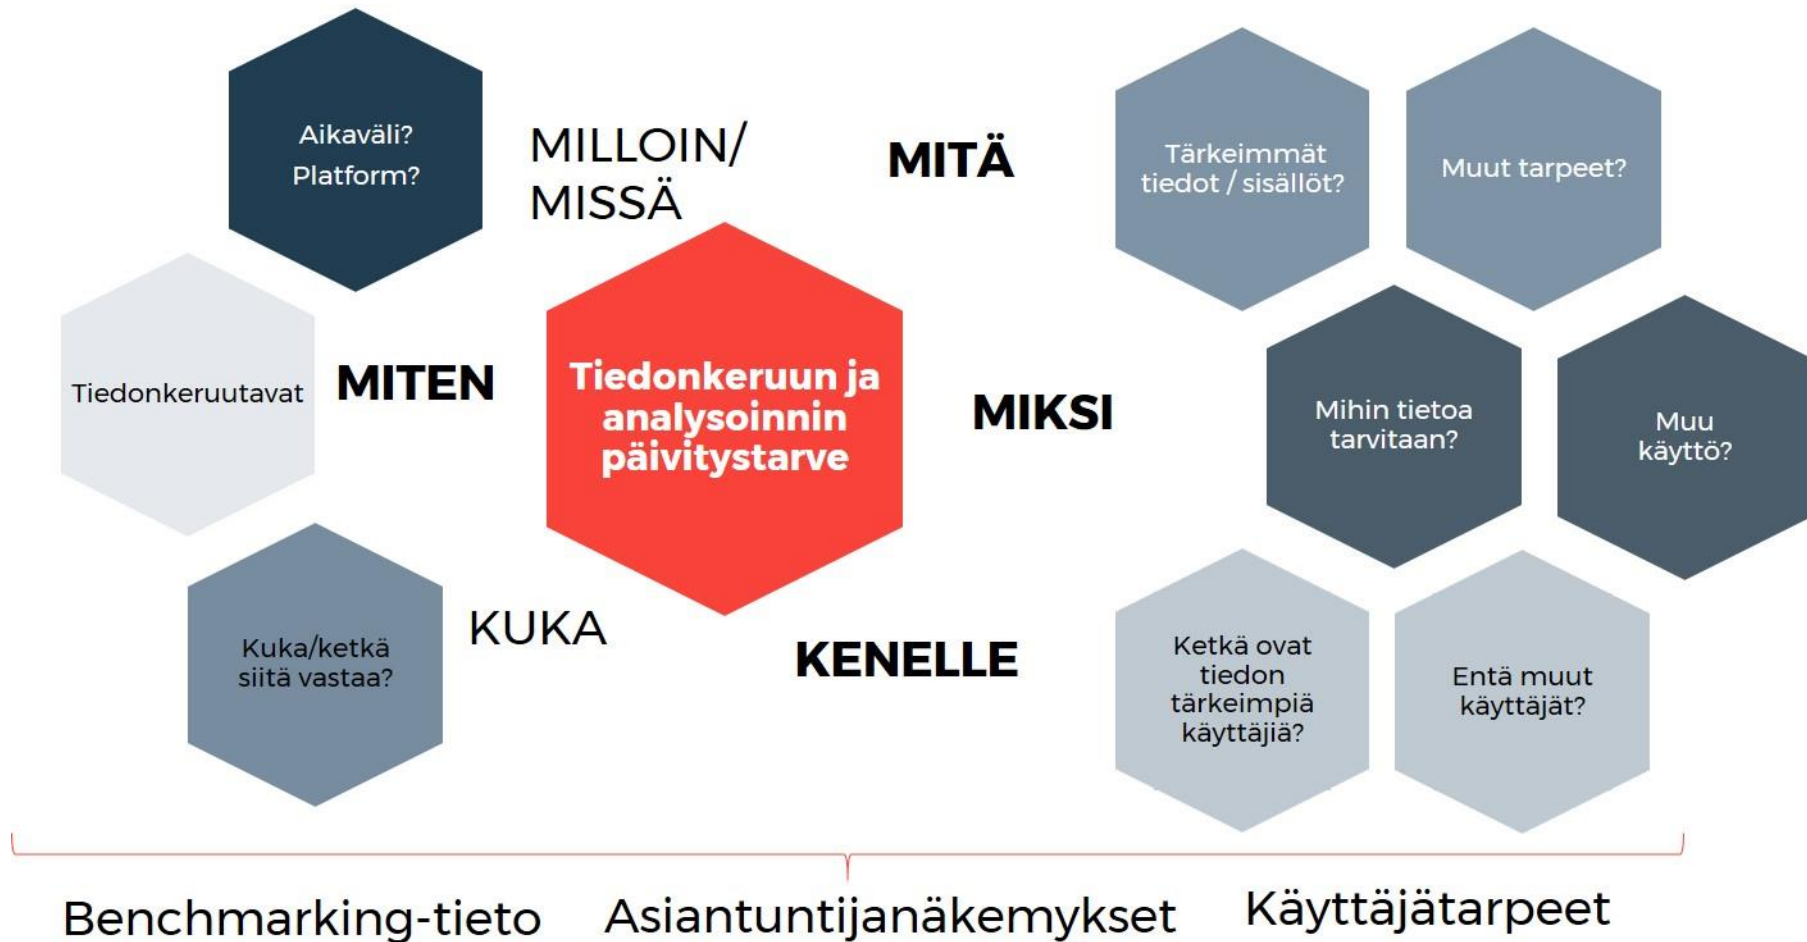 Aikaväli?
Platform?
MILLOIN/
MISSÄ
MITÄ
Tärkeimmät
tiedot / sisällöt?
Muut tarpeet?
Tiedonkeruutavat
MITEN
Tiedonkeruun ja
analysoinnin
päivitystarve
MIKSI
Mihin tietoa
tarvitaan?
Muu
käyttö?
Kuka/ketkä
siitä vastaa?
KUKA
KENELLE
Ketkä ovat
tiedon
tärkeimpiä
käyttäjiä?
Entä muut
käyttäjät?
Benchmarking-tieto
Asiantuntijanäkemykset
Käyttäjätarpeet